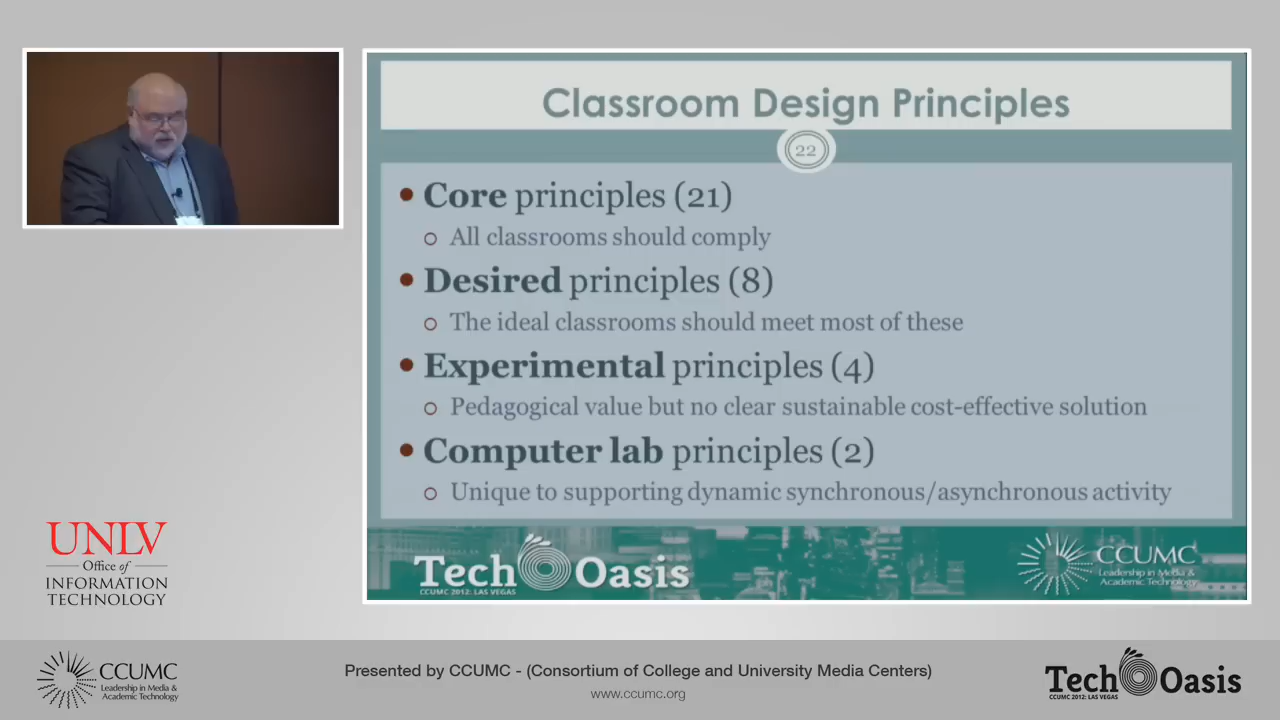 Classroom Design Principles
22
• Core principles (21)
○ All classrooms should comply
• Desired principles (8)
○ The ideal classrooms should meet most of these
• Experimental principles (4)
○ Pedagogical value but no clear sustainable cost-effective solution
• Computer lab principles (2)
○ Unique to supporting dynamic synchronous/asynchronous activity
Tech Oasis
CCUMC 2012: LAS VEGAS
CCUMC
Leadership in Media &
Academic Technology
UNLV
Office of
INFORMATION
TECHNOLOGY
CCUMC
Leadership in Media &
Academic Technology
Presented by CCUMC - (Consortium of College and University Media Centers)
www.ccumc.org
Tech Oasis
CCUMC 2012: LAS VEGAS